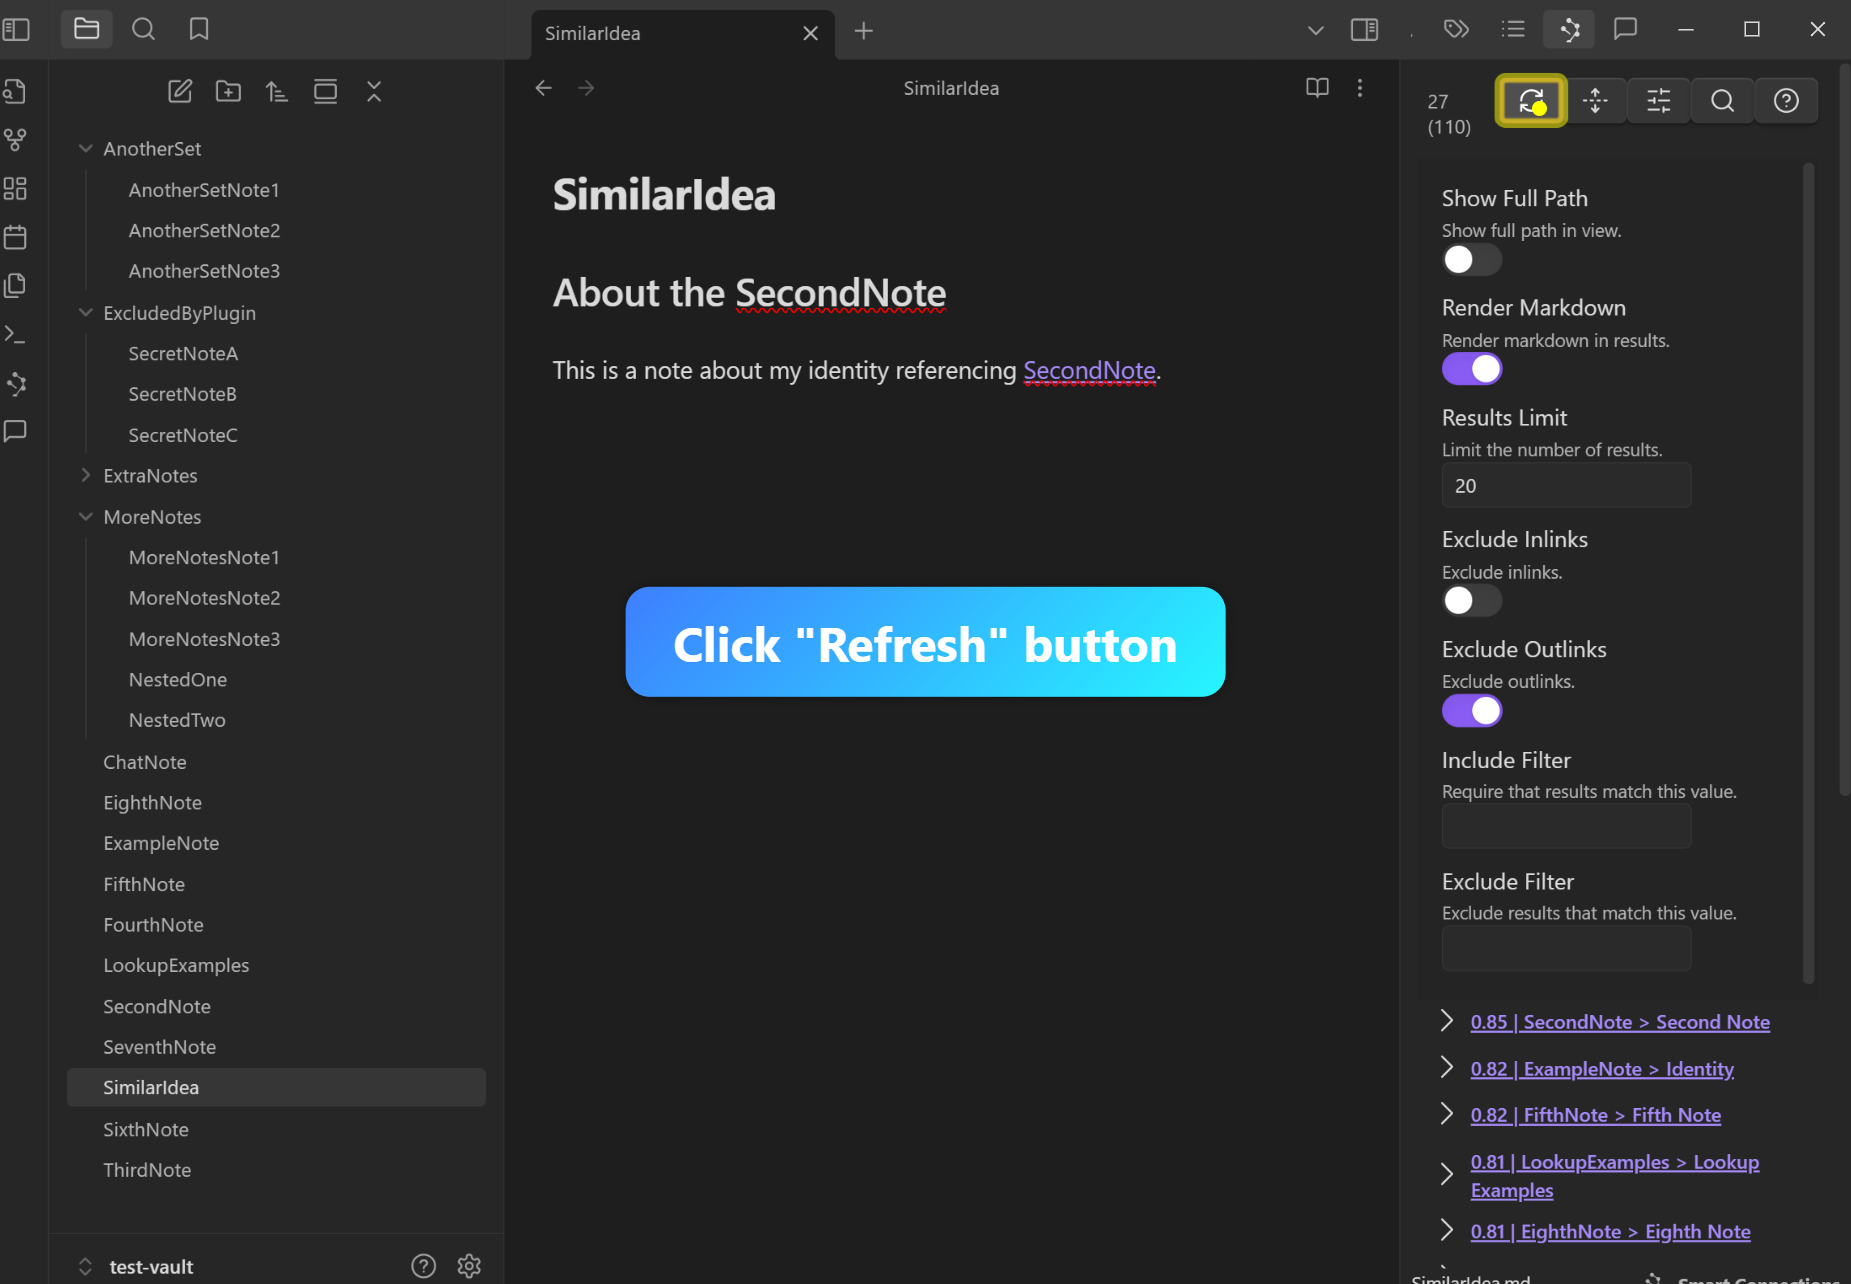 SimilarIdea
SimilarIdea
AnotherSet
AnotherSetNote1
AnotherSetNote2
AnotherSetNote3
ExcludedByPlugin
SecretNoteA
SecretNoteB
SecretNoteC
ExtraNotes
MoreNotes
MoreNotesNote1
MoreNotesNote2
MoreNotesNote3
NestedOne
NestedTwo
ChatNote
EighthNote
ExampleNote
FifthNote
FourthNote
LookupExamples
SecondNote
SeventhNote
SimilarIdea
SixthNote
ThirdNote
test-vault
SimilarIdea
About the SecondNote
This is a note about my identity referencing SecondNote.
Click "Refresh" button
27
(110)
Show Full Path
Show full path in view.
Render Markdown
Render markdown in results.
Results Limit
Limit the number of results.
20
Exclude Inlinks
Exclude inlinks.
Exclude Outlinks
Exclude outlinks.
Include Filter
Require that results match this value.
Exclude Filter
Exclude results that match this value.
0.85 | SecondNote > Second Note
0.82 | ExampleNote > Identity
0.82 | FifthNote > Fifth Note
0.81 | LookupExamples > Lookup
Examples
0.81 | EighthNote > Eighth Note
SimilarIdea.md
Smart Connections